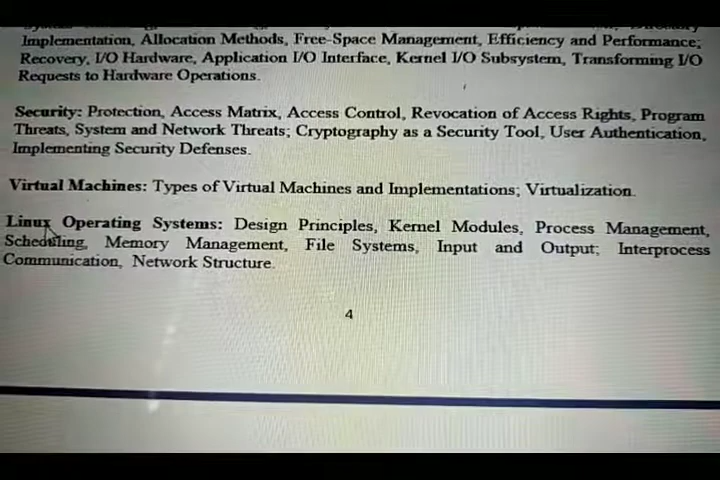 Implementation, Allocation Methods, Free-Space Management, Efficiency and Performance;
Recovery, I/O Hardware, Application I/O Interface, Kernel I/O Subsystem, Transforming I/O
Requests to Hardware Operations.
Security: Protection, Access Matrix, Access Control, Revocation of Access Rights, Program
Threats, System and Network Threats; Cryptography as a Security Tool, User Authentication,
Implementing Security Defenses.
Virtual Machines: Types of Virtual Machines and Implementations; Virtualization.
Linux Operating Systems: Design Principles, Kernel Modules, Process Management,
Scheduling, Memory Management, File Systems, Input and Output; Interprocess
Communication, Network Structure.
4